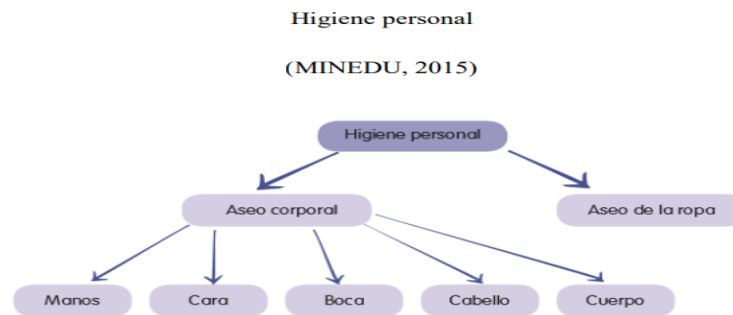 Higiene personal
(MINEDU, 2015)
Higiene personal
Aseo corporal
Aseo de la ropa
Manos
Cara
Boca
Cabello
Cuerpo